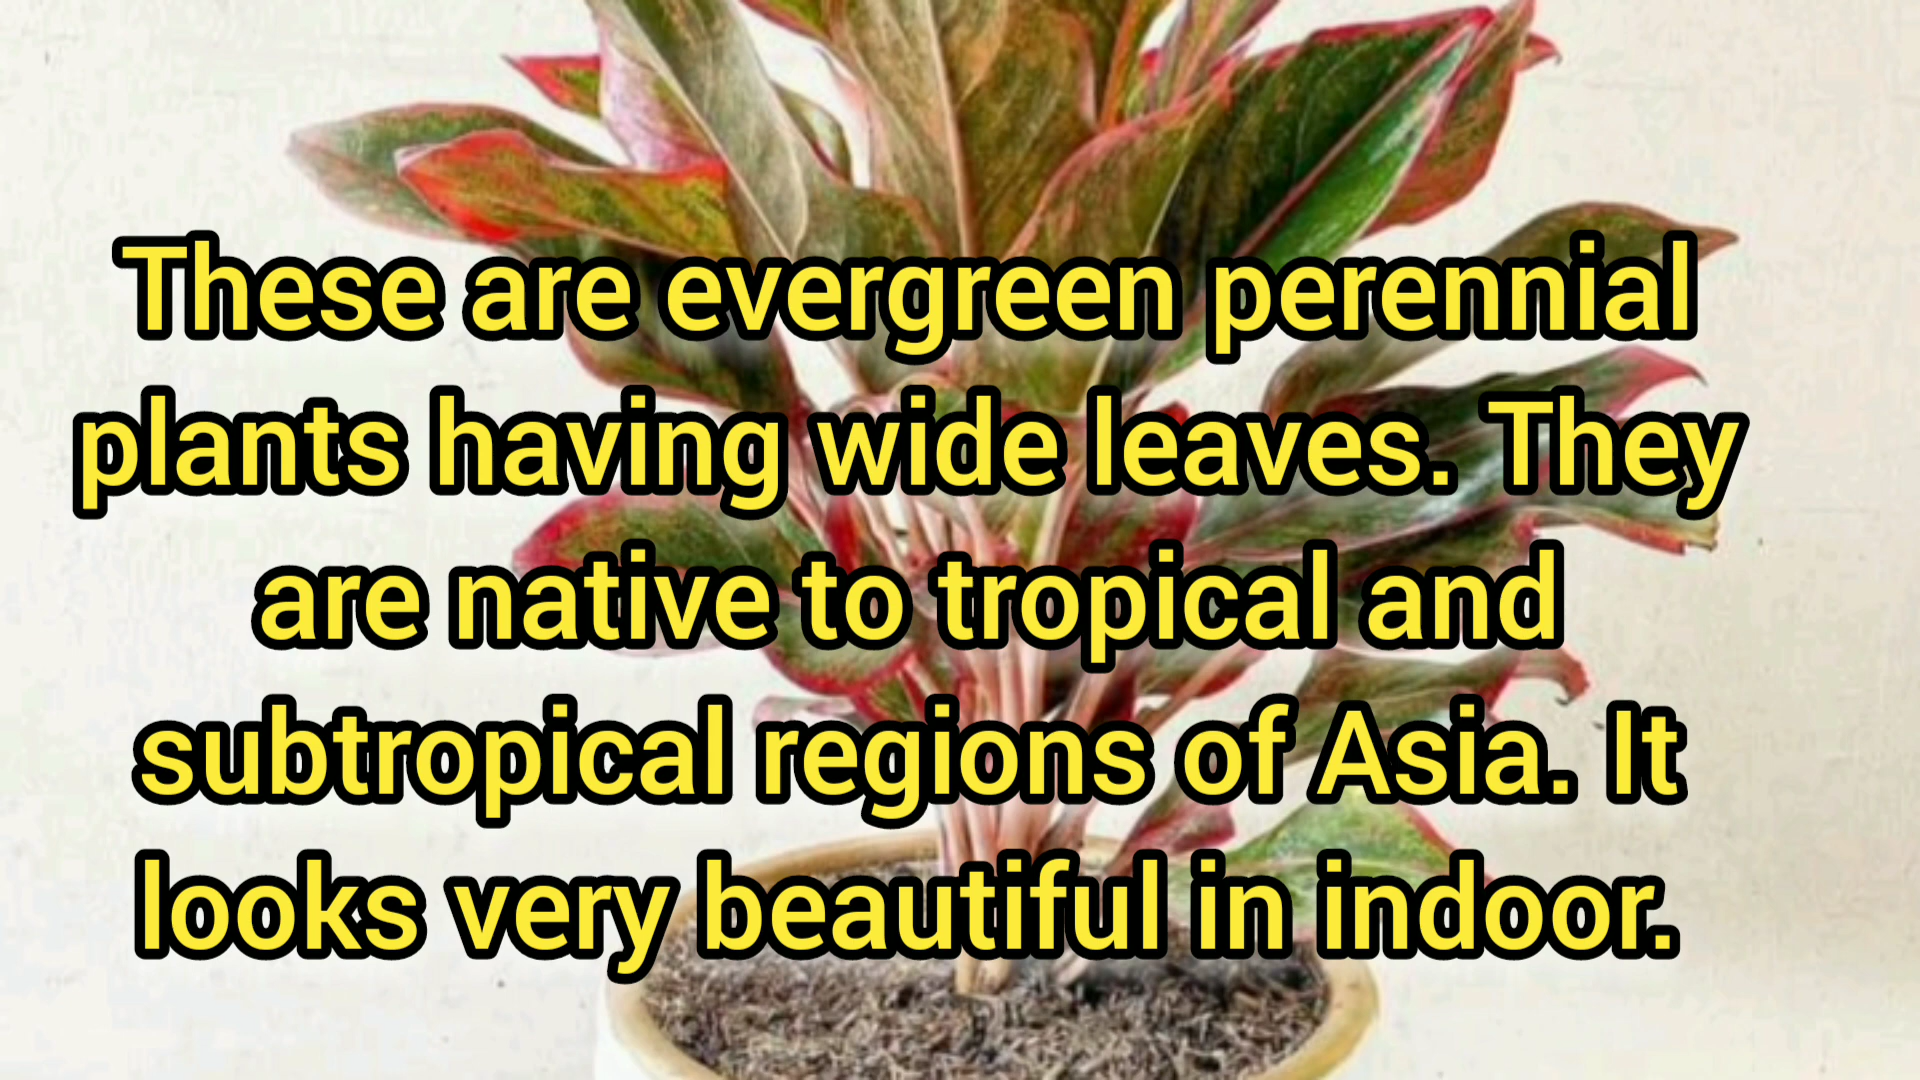 These are evergreen perennial
plants having wide leaves. They
are native to tropical and
subtropical regions of Asia. It
looks very beautiful in indoor.